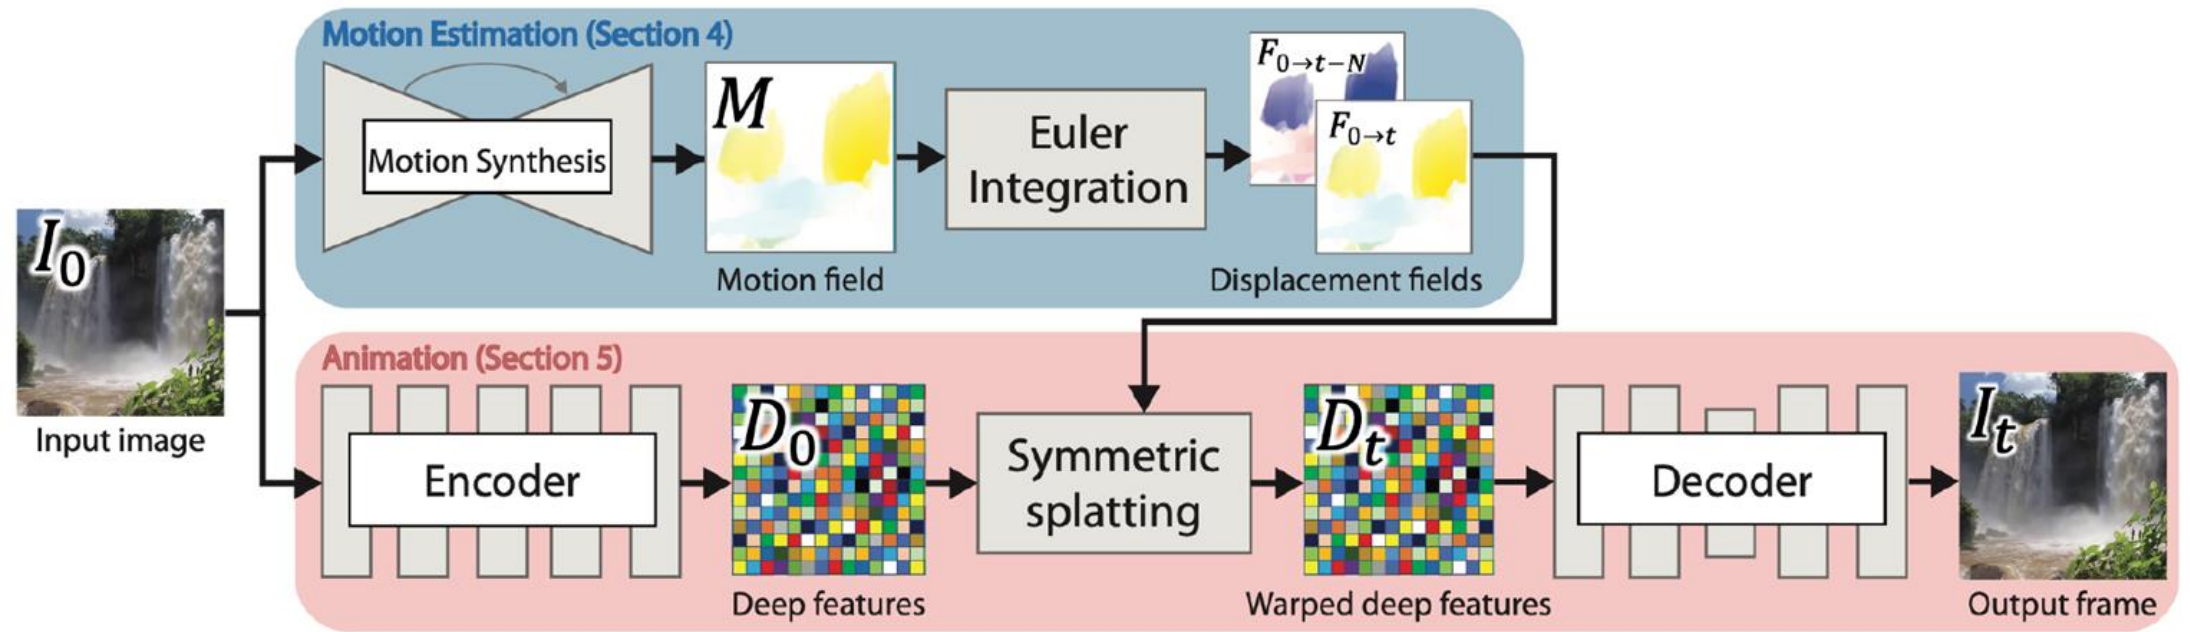 Motion Estimation (Section 4)
Motion Synthesis
M
Motion field
Euler
Integration
F0→t−N
F0→t
Displacement fields
I0
Input image
Animation (Section 5)
Encoder
D0
Deep features
Symmetric
splatting
Dt
Warped deep features
Decoder
It
Output frame